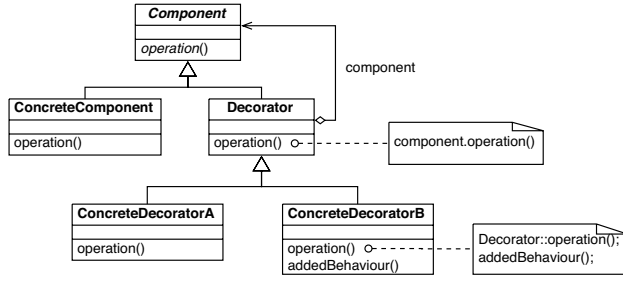 Component
operation()
component
ConcreteComponent
operation()
Decorator
operation()
component.operation()
ConcreteDecoratorA
operation()
ConcreteDecoratorB
operation()
addedBehaviour()
Decorator::operation();
addedBehaviour();